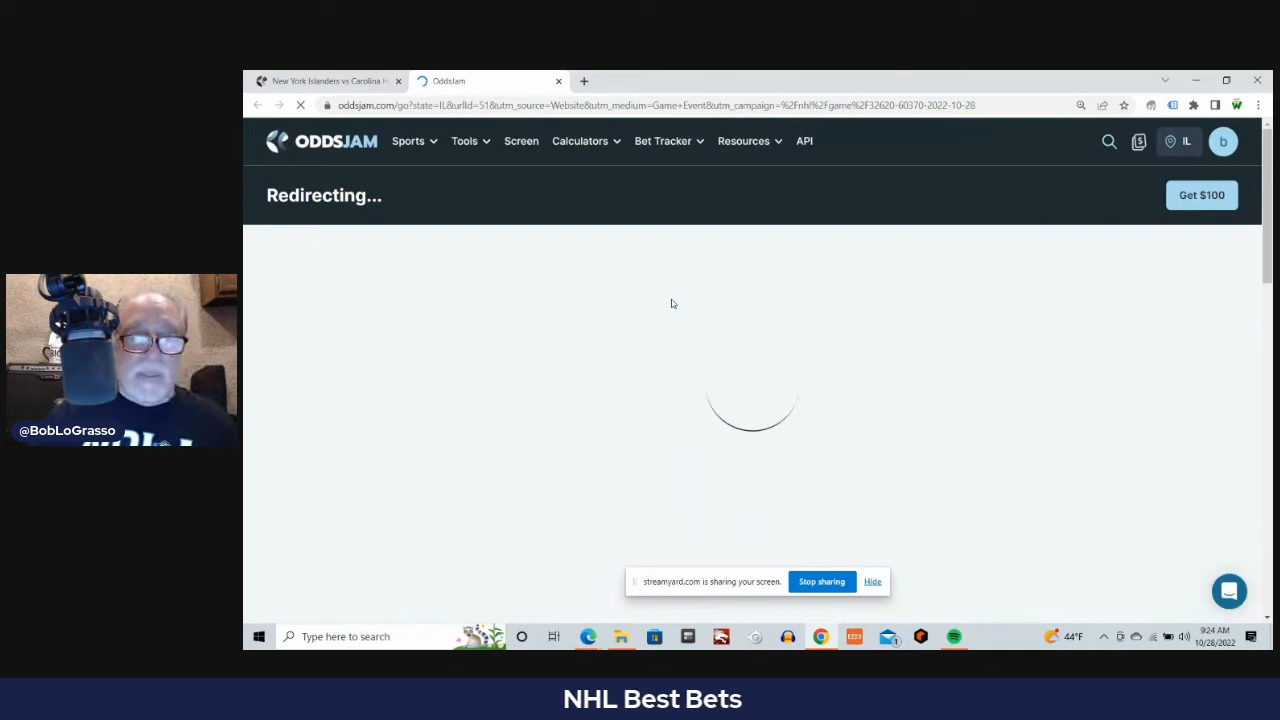 New York Islanders vs Carolina H
OddsJam
oddsjam.com/go?state=IL&urlId=51&utm_source=Website&utm_medium=Game+Event&utm_campaign=%2Fnhl%2Fgame%2F32620-60370-2022-10-28
ODDSJAM
Sports
Tools
Screen
Calculators
Bet Tracker
Resources
API
IL
b
Redirecting...
Get $100
@BobLoGrasso
streamyard.com is sharing your screen.
Stop sharing
Hide
Type here to search
EZDX
1
44°F
9:24 AM
10/28/2022
NHL Best Bets